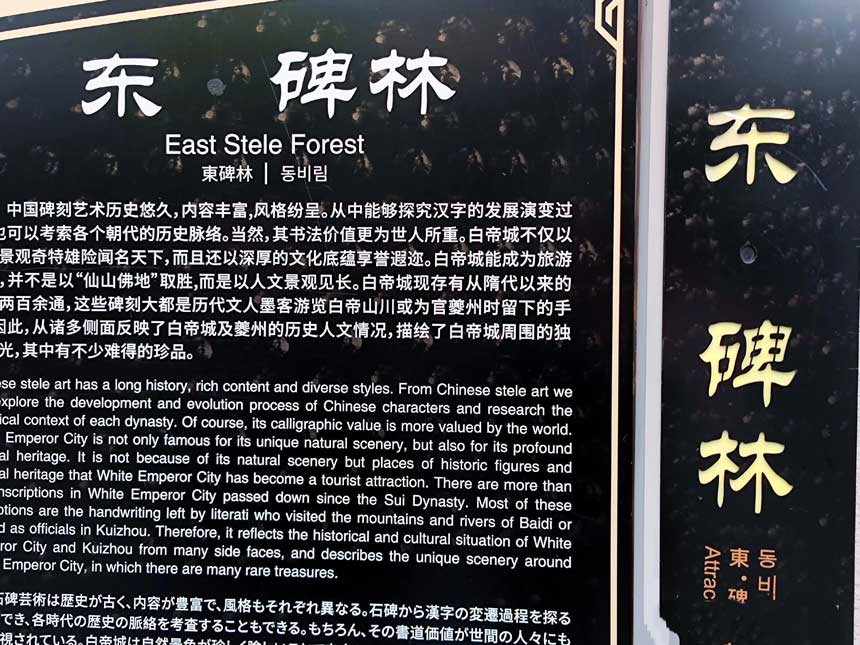 东 碑林
East Stele Forest
東碑林 | 동비림
中国碑刻艺术历史悠久,内容丰富,风格纷呈。从中能够探究汉字的发展演变过
也可以考索各个朝代的历史脉络。当然,其书法价值更为世人所重。白帝城不仅以
景观奇特雄险闻名天下,而且还以深厚的文化底蕴享誉遐迩。白帝城能成为旅游
,并不是以“仙山佛地”取胜,而是以人文景观见长。白帝城现存有从隋代以来的
两百余通,这些碑刻大都是历代文人墨客游览白帝山川或为官夔州时留下的手
因此,从诸多侧面反映了白帝城及夔州的历史人文情况,描绘了白帝城周围的独
光,其中有不少难得的珍品。
ese stele art has a long history, rich content and diverse styles. From Chinese stele art we
explore the development and evolution process of Chinese characters and research the
ical context of each dynasty. Of course, its calligraphic value is more valued by the world.
Emperor City is not only famous for its unique natural scenery, but also for its profound
al heritage. It is not because of its natural scenery but places of historic figures and
al heritage that White Emperor City has become a tourist attraction. There are more than
nscriptions in White Emperor City passed down since the Sui Dynasty. Most of these
ptions are the handwriting left by literati who visited the mountains and rivers of Baidi or
d as officials in Kuizhou. Therefore, it reflects the historical and cultural situation of White
ror City and Kuizhou from many side faces, and describes the unique scenery around
Emperor City, in which there are many rare treasures.
石碑芸術は歴史が古く、内容が豊富で、風格もそれぞれ異なる。石碑から漢字の変遷過程を探る
でき、各時代の歴史の脈絡を考査することもできる。もちろん、その書道価値が世間の人々にも
視されている。白帝城は自然景色が
东 碑林
동비
東·碑
Attrac